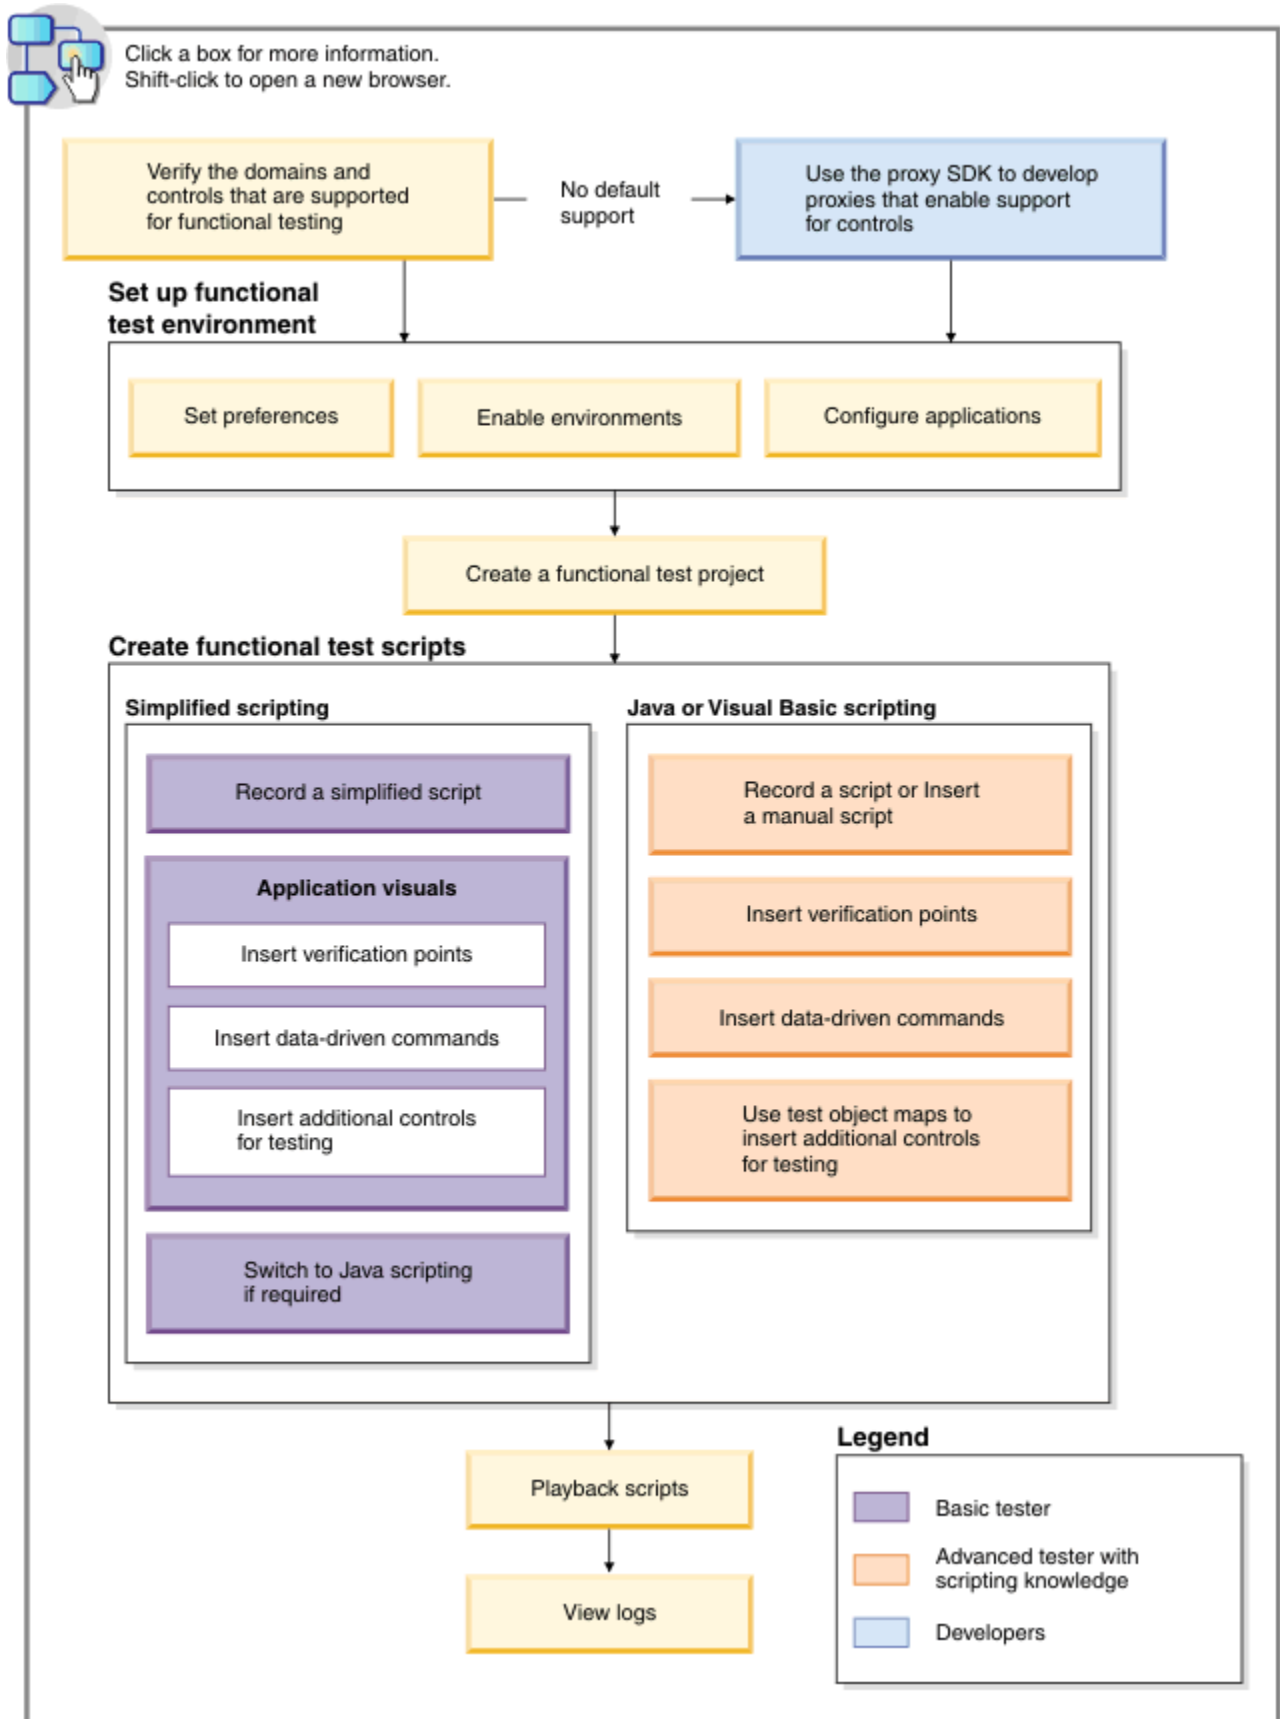 Click a box for more information.
Shift-click to open a new browser.
Verify the domains and
controls that are supported
for functional testing
No default
support
Use the proxy SDK to develop
proxies that enable support
for controls
Set up functional
test environment
Set preferences
Enable environments
Configure applications
Create a functional test project
Create functional test scripts
Simplified scripting
Record a simplified script
Application visuals
Insert verification points
Insert data-driven commands
Insert additional controls
for testing
Switch to Java scripting
if required
Java or Visual Basic scripting
Record a script or Insert
a manual script
Insert verification points
Insert data-driven commands
Use test object maps to
insert additional controls
for testing
Playback scripts
View logs
Legend
Basic tester
Advanced tester with
scripting knowledge
Developers